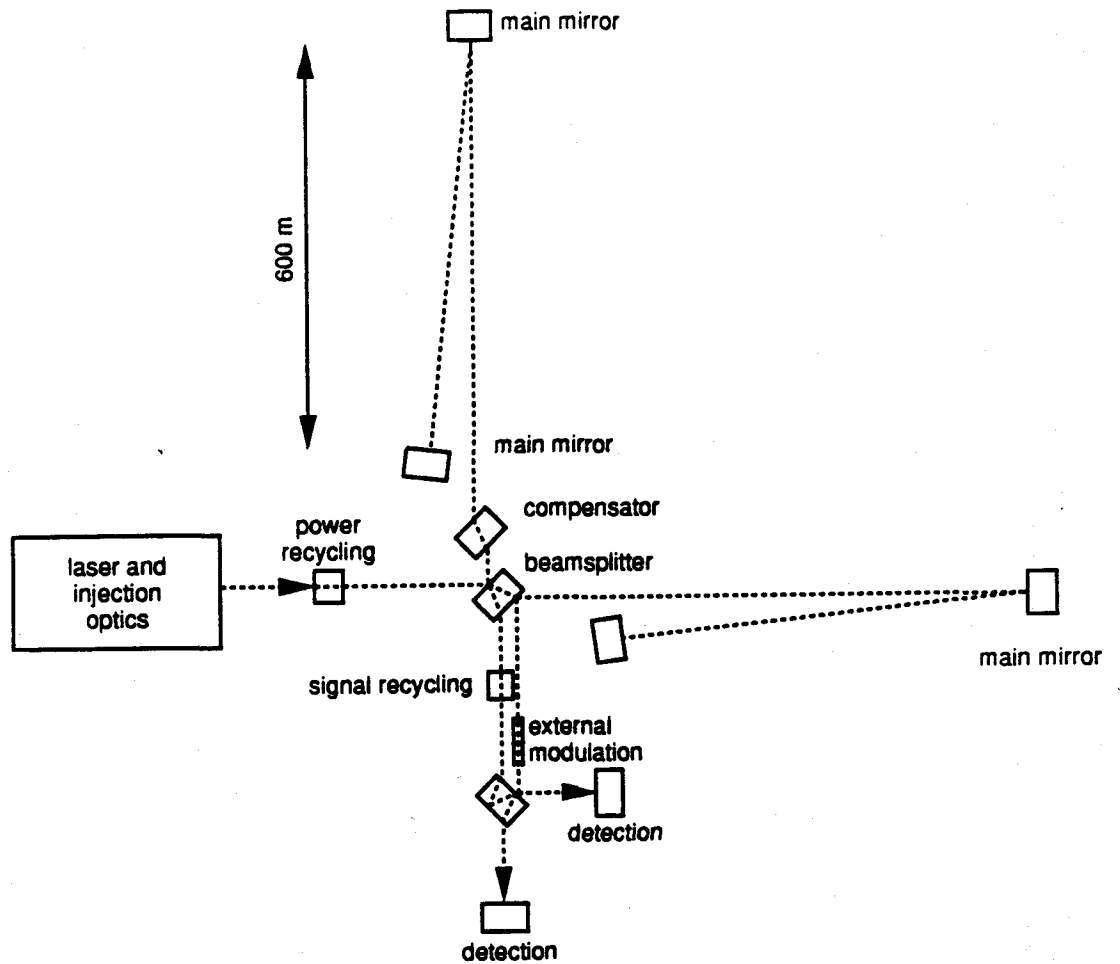 main mirror
600 m
main mirror
compensator
power
recycling
beamsplitter
laser and
injection
optics
main mirror
signal recycling
external
modulation
detection
detection